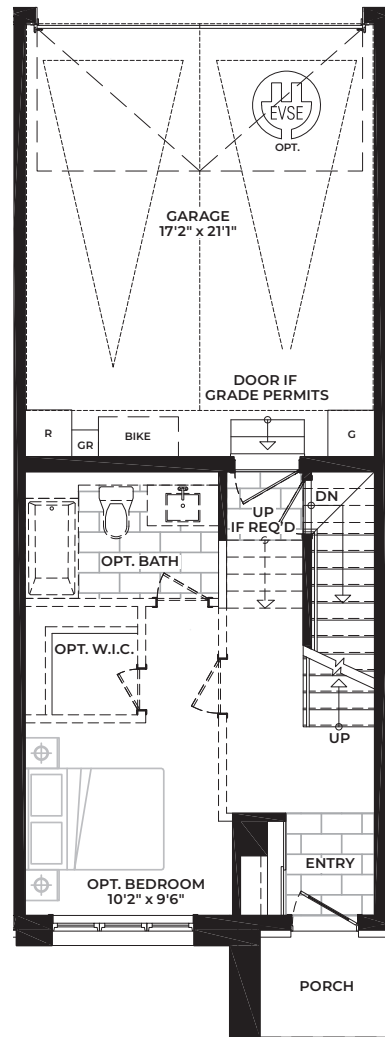 EVSE
OPT.
GARAGE
17'2" x 21'1"
DOOR IF
GRADE PERMITS
R
GR
BIKE
G
DN
UP
IF REQ'D
OPT. BATH
OPT. W.I.C.
UP
ENTRY
OPT. BEDROOM
10'2" x 9'6"
PORCH